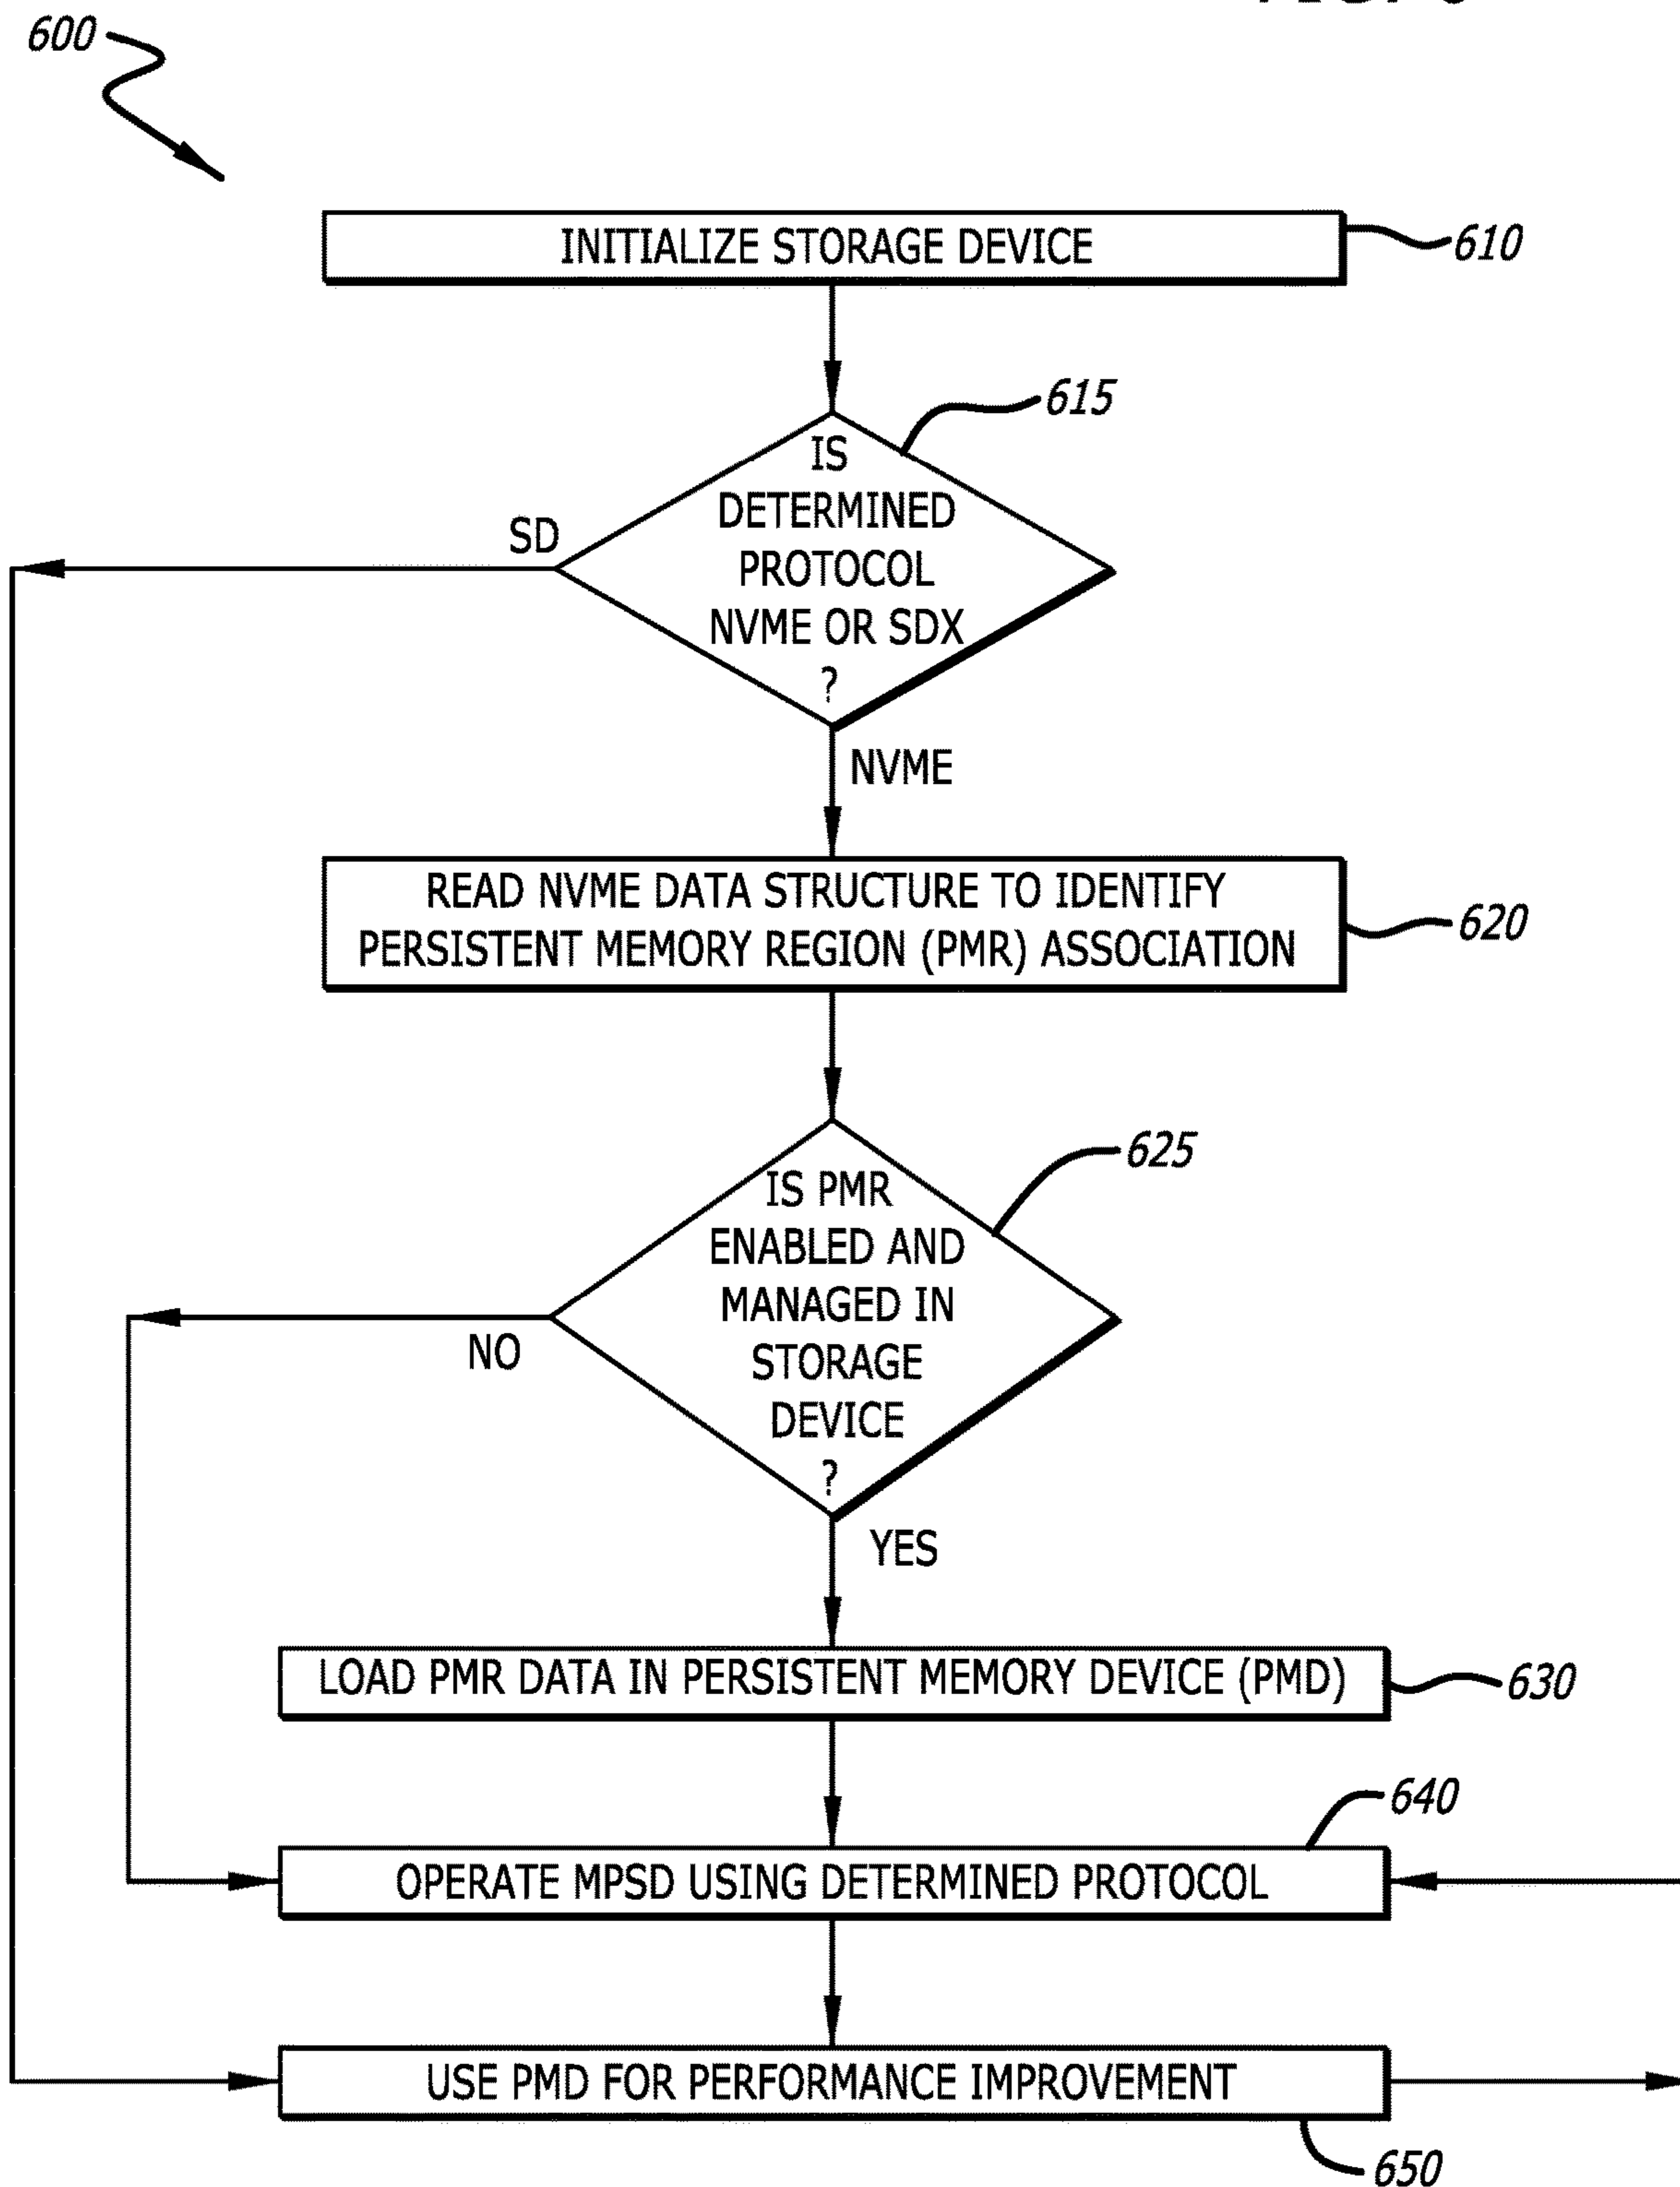 600
INITIALIZE STORAGE DEVICE
610
615
IS
DETERMINED
PROTOCOL
NVME OR SDX
?
SD
NVME
READ NVME DATA STRUCTURE TO IDENTIFY
PERSISTENT MEMORY REGION (PMR) ASSOCIATION
620
625
IS PMR
ENABLED AND
MANAGED IN
STORAGE
DEVICE
?
NO
YES
LOAD PMR DATA IN PERSISTENT MEMORY DEVICE (PMD)
630
640
OPERATE MPSD USING DETERMINED PROTOCOL
USE PMD FOR PERFORMANCE IMPROVEMENT
650